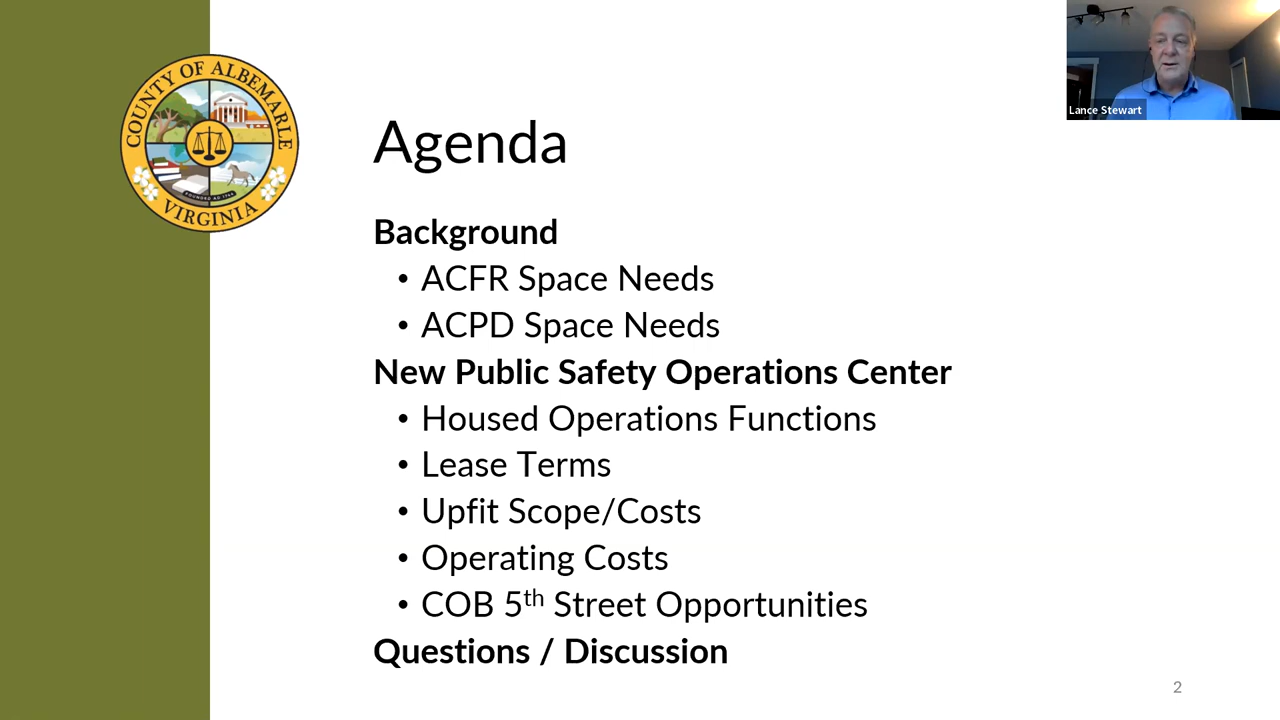 COUNTY OF ALBEMARLE
VIRGINIA
Lance Stewart
Agenda
Background
• ACFR Space Needs
• ACPD Space Needs
New Public Safety Operations Center
• Housed Operations Functions
• Lease Terms
• Upfit Scope/Costs
• Operating Costs
• COB 5th Street Opportunities
Questions / Discussion
2